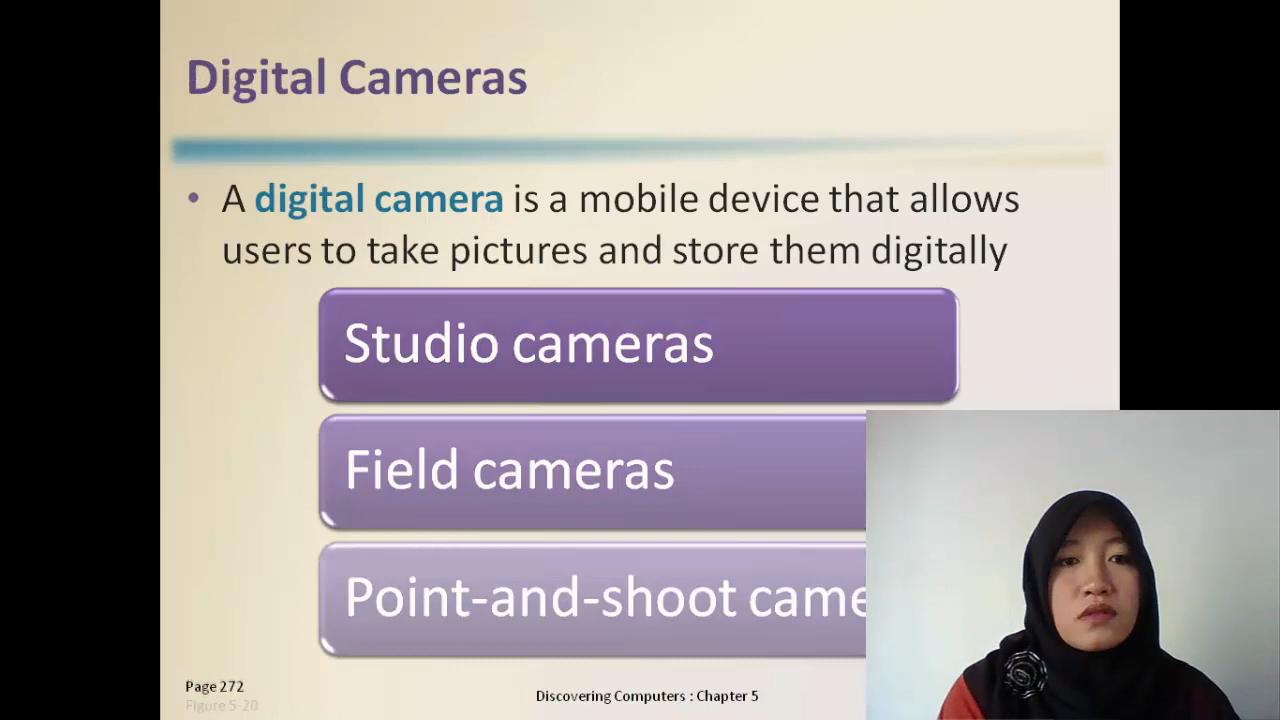 Digital Cameras
• A digital camera is a mobile device that allows
users to take pictures and store them digitally
Studio cameras
Field cameras
Point-and-shoot came
Page 272
Figure 5-20
Discovering Computers : Chapter 5